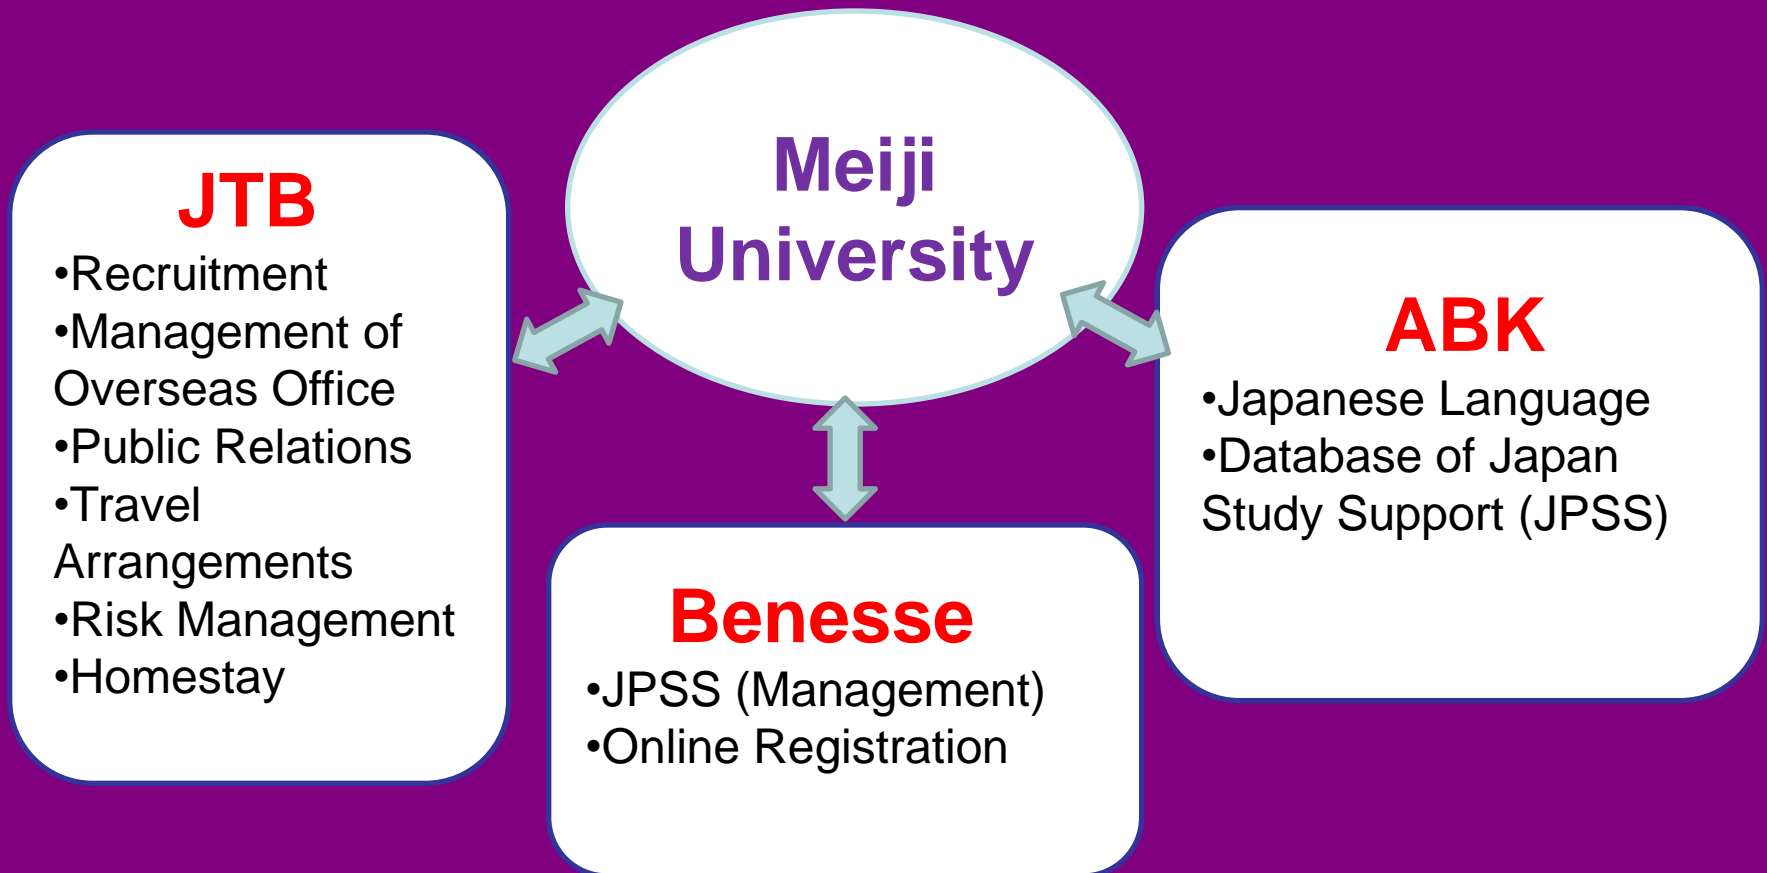 Meiji
University
JTB
•Recruitment
•Management of
Overseas Office
•Public Relations
•Travel
Arrangements
•Risk Management
•Homestay
Benesse
•JPSS (Management)
•Online Registration
ABK
•Japanese Language
•Database of Japan
Study Support (JPSS)